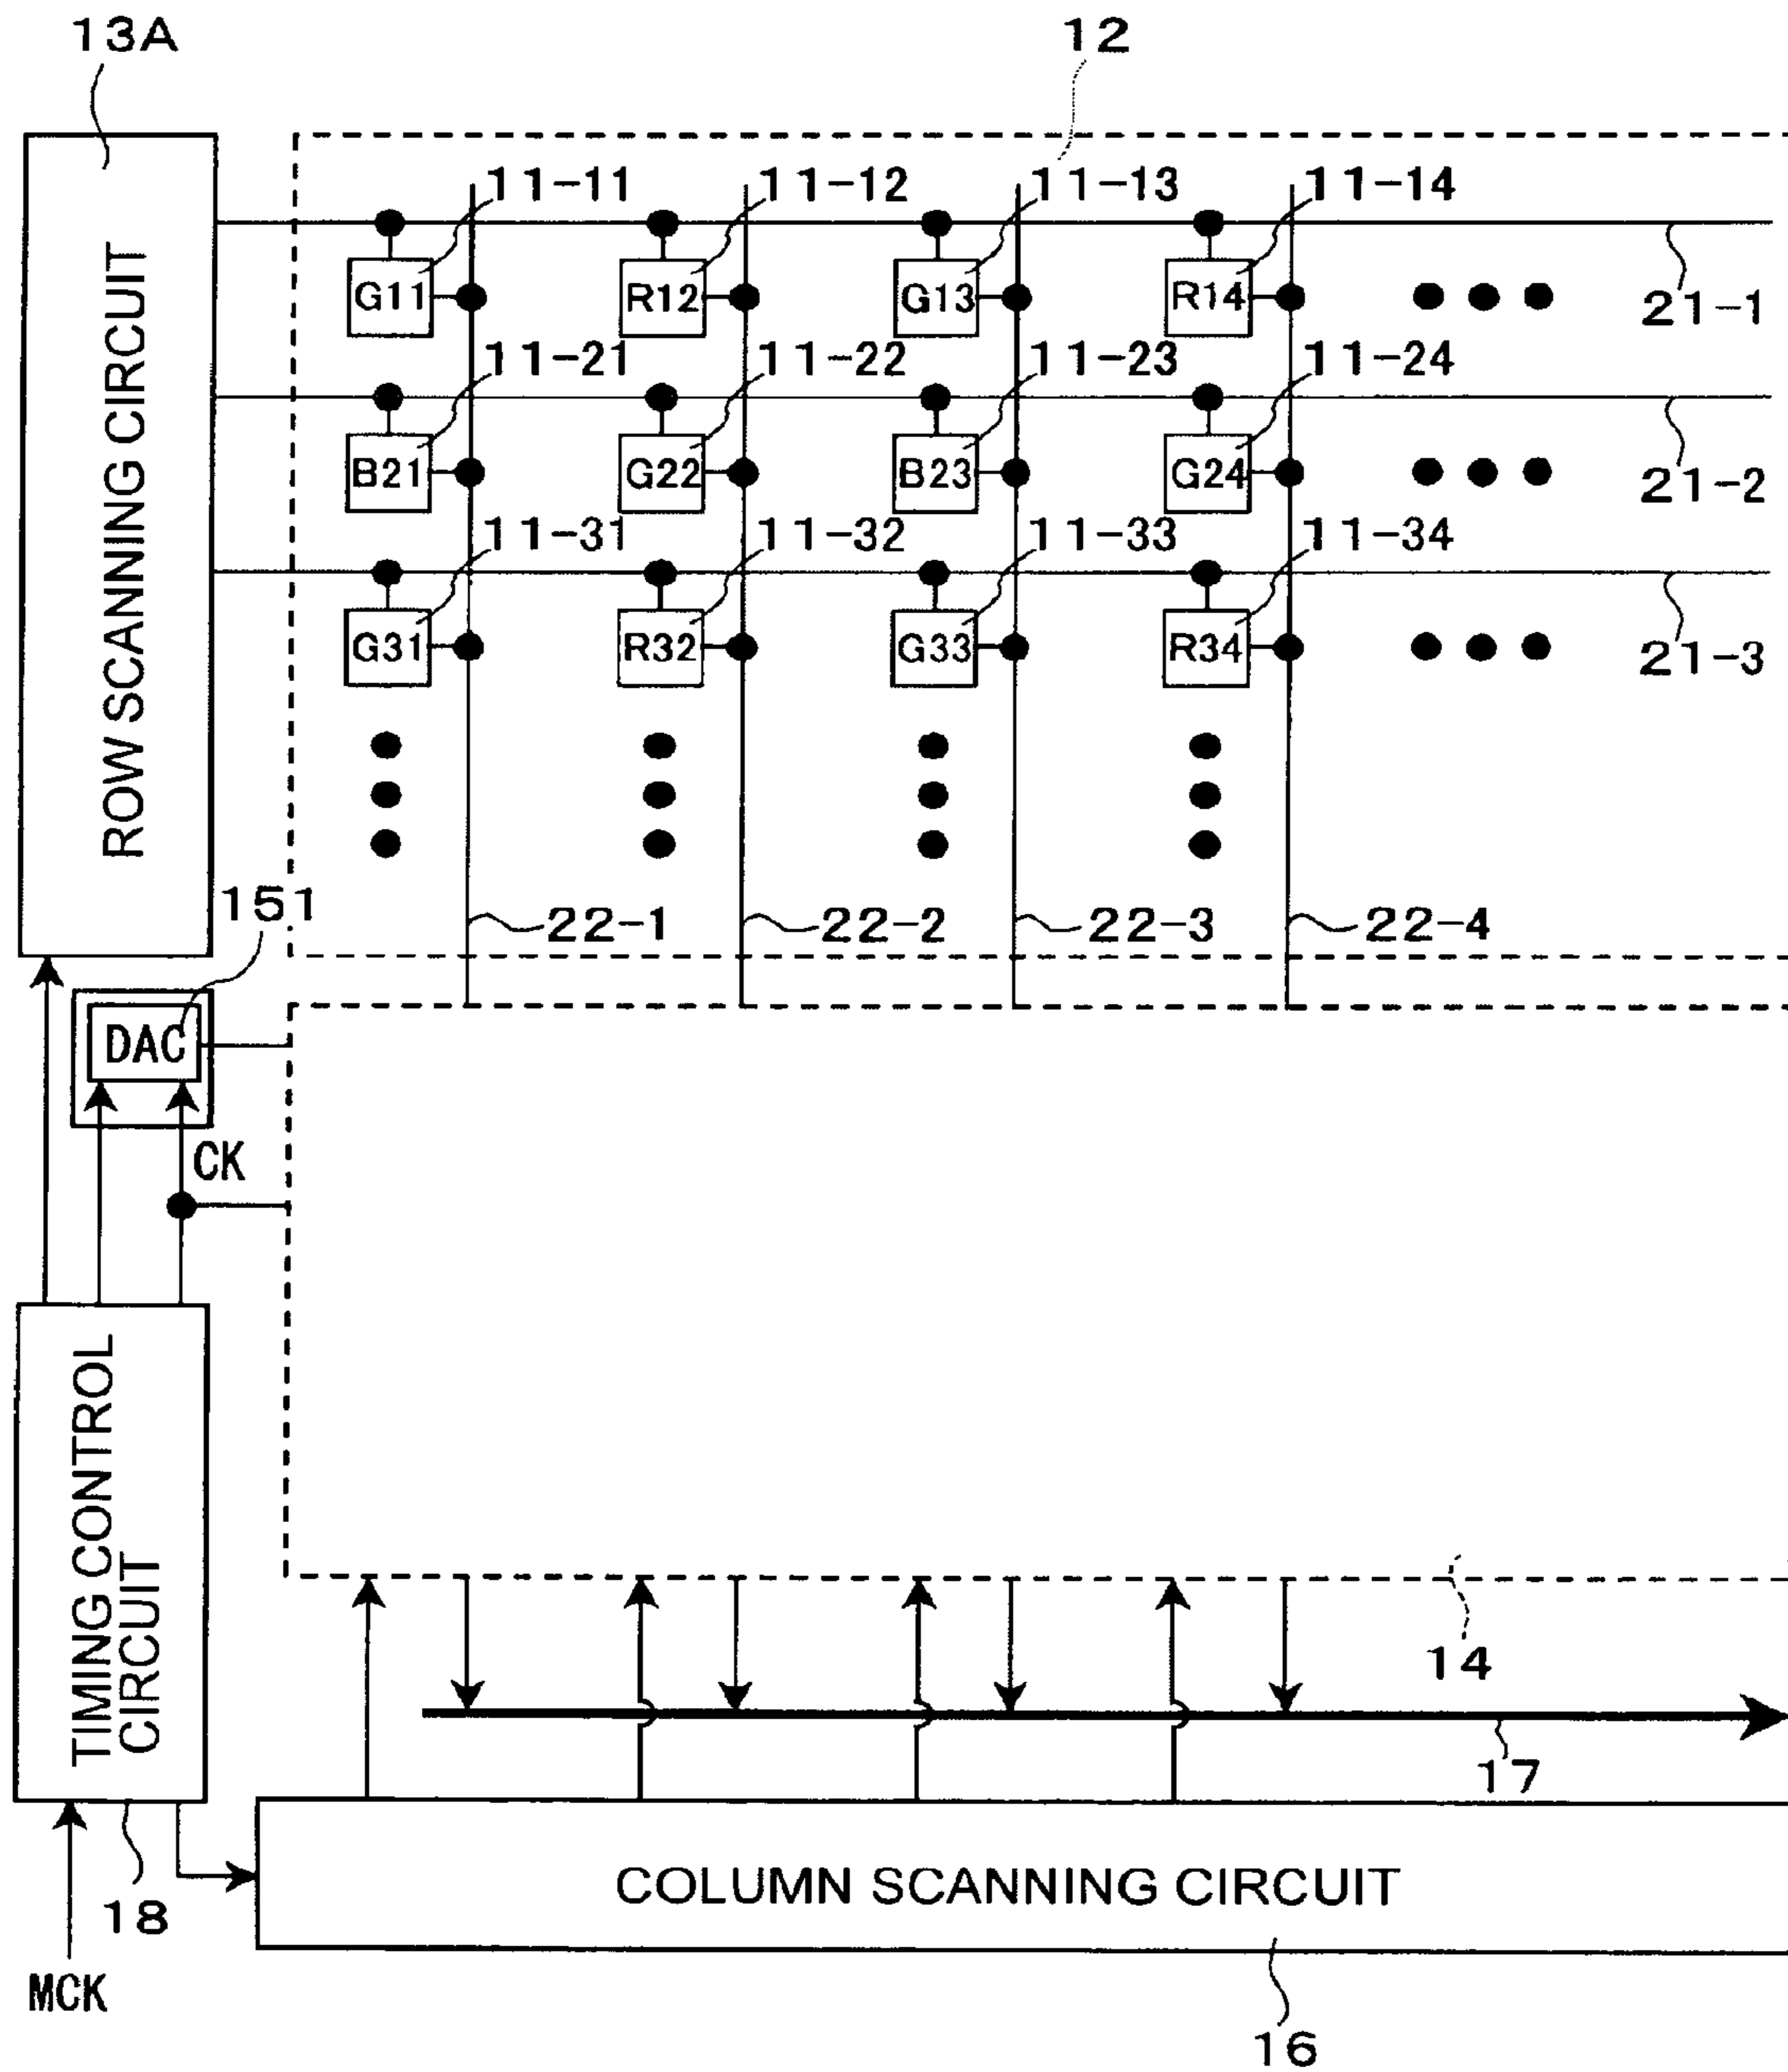 13A
12
11-11
11-12
11-13
11-14
G11
R12
G13
R14
21-1
11-21
11-22
11-23
11-24
B21
G22
B23
G24
21-2
11-31
11-32
11-33
11-34
G31
R32
G33
R34
21-3
ROW SCANNING CIRCUIT
151
22-1
22-2
22-3
22-4
DAC
CK
TIMING CONTROL
CIRCUIT
14
17
18
COLUMN SCANNING CIRCUIT
MCK
16